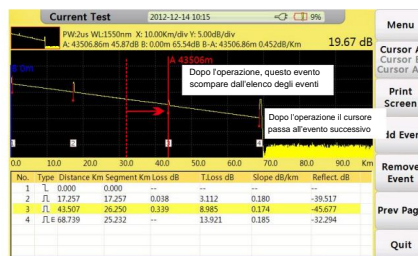 Current Test 2012-12-14 10:15 9%
PW:2us WL:1550nm X: 10.00Km/div Y: 5.00dB/div
A: 43506.86m 45.87dB B: 0.00m 65.54dB B-A: 43506.86m 0.452dB/Km 19.67 dB
B 0m
A 43506m
Dopo l'operazione, questo evento
scompare dall'elenco degli eventi
Dopo l'operazione il cursore
passa all'evento successivo
1 2 3 4
0.0 10.0 20.0 30.0 40.0 50.0 60.0 70.0 80.0 90.0 Km
No. Type Distance Km Segment Km Loss dB T.Loss dB Slope dB/km Reflect. dB
1 0.000 0.000 -- -- -- --
2 17.257 17.257 0.038 3.112 0.180 -39.517
3 43.507 26.250 0.339 8.985 0.174 -45.677
4 E 68.739 25.232 -- 13.921 0.185 -32.294
Menu
Cursor A
Cursor B
Cursor A
Print
Screen
dd Even
Remove
Event
Prev Pag
Quit